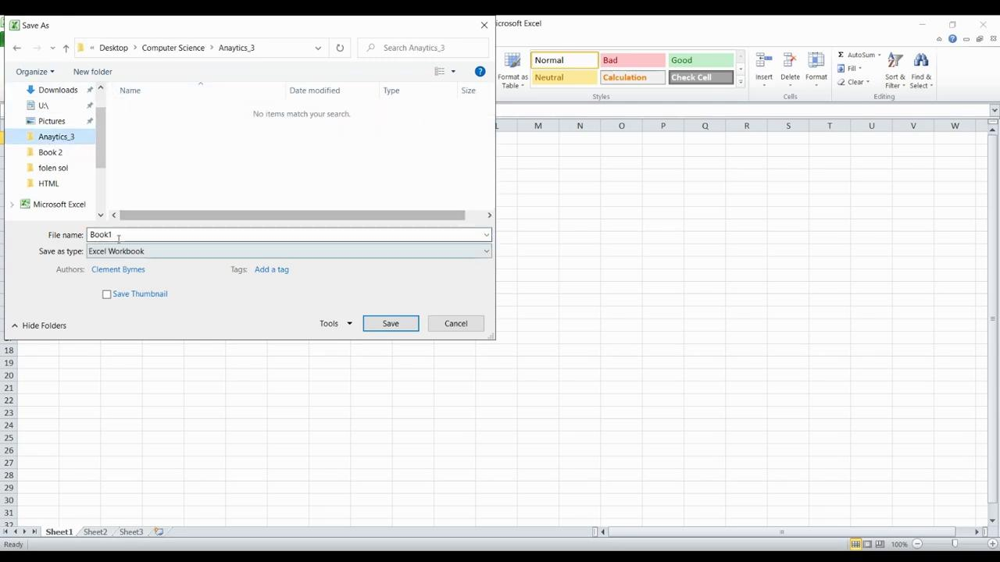 Save As
icrosoft Excel
« Desktop > Computer Science > Anaytics_3
Search Anaytics_3
Organize
New folder
Downloads
U:\
Pictures
Anaytics_3
Book 2
folen sol
HTML
Microsoft Excel
Name
Date modified
Type
Size
No items match your search.
File name: Book1
Save as type: Excel Workbook
Authors: Clement Byrnes
Tags: Add a tag
Save Thumbnail
Hide Folders
Tools
Save
Cancel
Format as Table
Normal
Bad
Good
Neutral
Calculation
Check Cell
Styles
Insert
Delete
Format
Cells
Σ AutoSum
Fill
Clear
Sort & Filter
Find & Select
Editing
L M N O P Q R S T U V W
18
19
20
21
22
23
24
25
26
27
28
29
30
31
32
Sheet1 Sheet2 Sheet3
Ready
100%